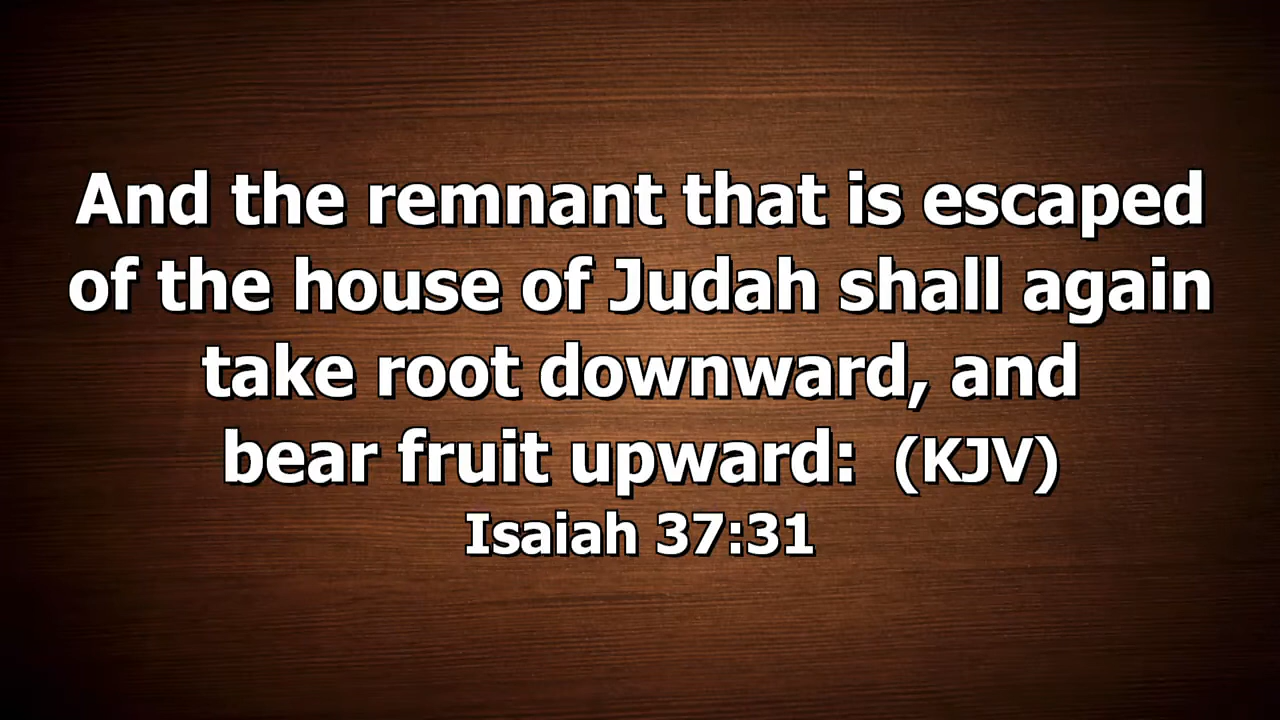 And the remnant that is escaped
of the house of Judah shall again
take root downward, and
bear fruit upward: (KJV)
Isaiah 37:31